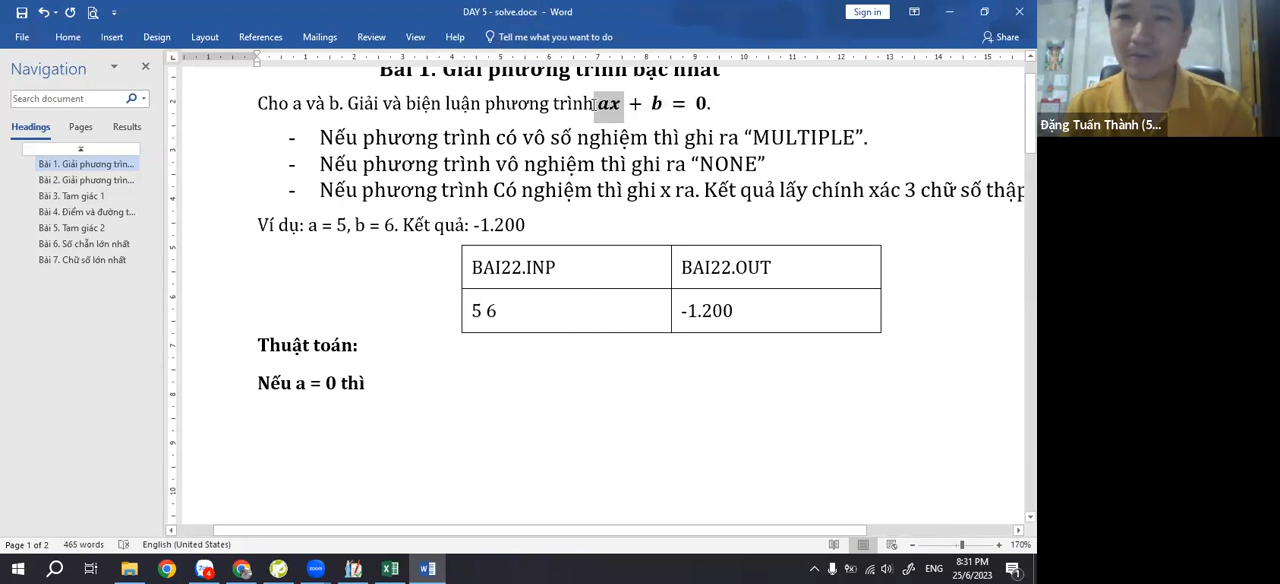 DAY 5 - solve.docx - Word
Sign in
File Home Insert Design Layout References Mailings Review View Help Tell me what you want to do Share
Navigation
Search document
Headings Pages Results
Bài 1. Giải phương trìn...
Bài 2. Giải phương trìn...
Bài 3. Tam giác 1
Bài 4. Điểm và đường t...
Bài 5. Tam giác 2
Bài 6. Số chẵn lớn nhất
Bài 7. Chữ số lớn nhất
Bài 1. Giải phương trình bậc nhất
Cho a và b. Giải và biện luận phương trình ax + b = 0.
- Nếu phương trình có vô số nghiệm thì ghi ra “MULTIPLE”.
- Nếu phương trình vô nghiệm thì ghi ra “NONE”
- Nếu phương trình Có nghiệm thì ghi x ra. Kết quả lấy chính xác 3 chữ số thập
Ví dụ: a = 5, b = 6. Kết quả: -1.200
BAI22.INP BAI22.OUT
5 6 -1.200
Thuật toán:
Nếu a = 0 thì
Đặng Tuấn Thành (5...
Page 1 of 2 465 words English (United States) 170%
ENG
8:31 PM
25/6/2023